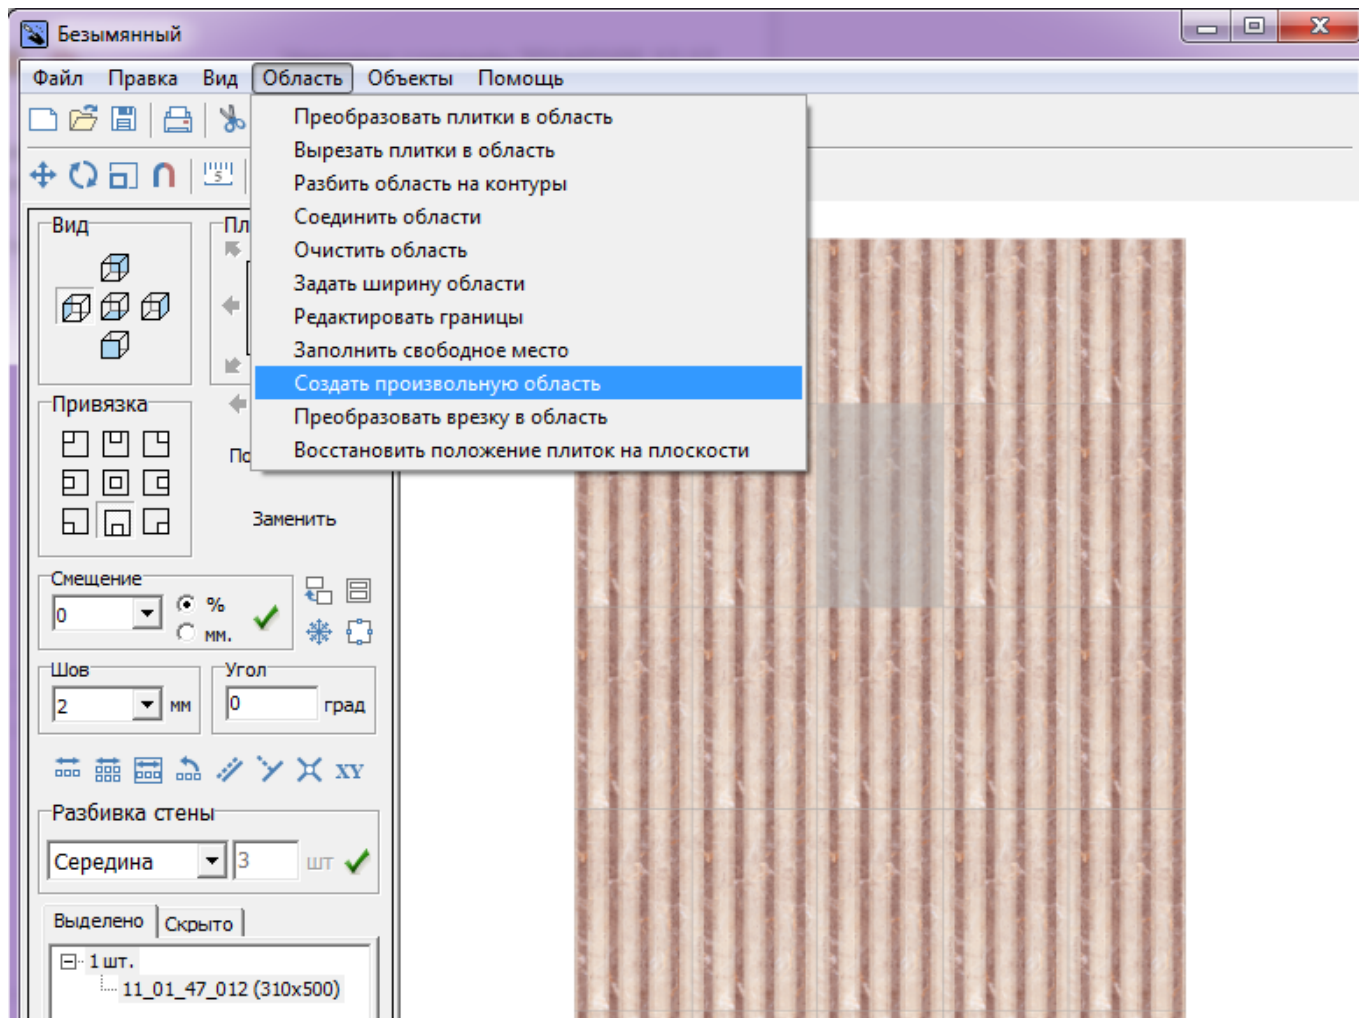 Безымянный
Файл Правка Вид Область Объекты Помощь
Преобразовать плитки в область
Вырезать плитки в область
Разбить область на контуры
Соединить области
Очистить область
Задать ширину области
Редактировать границы
Заполнить свободное место
Создать произвольную область
Преобразовать врезку в область
Восстановить положение плиток на плоскости
5
Вид
Пл
Привязка
По
Заменить
Смещение
0
%
мм.
Шов
2
мм
Угол
0
град
XY
Разбивка стены
Середина
3
шт
Выделено Скрыто
1 шт.
11_01_47_012 (310x500)